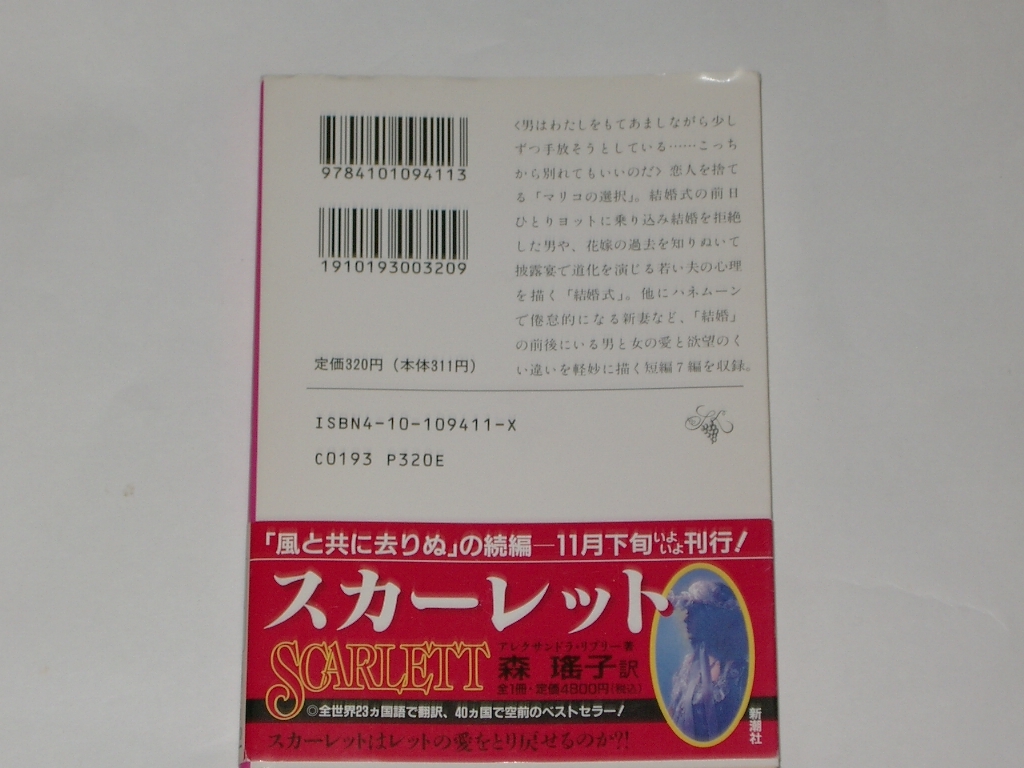 9784101094113
1910193003209
定価320円（本体311円）
〈男はわたしをもてあましながら少し
ずつ手放そうとしている……こっち
から別れてもいいのだ〉恋人を捨て
る「マリコの選択」。結婚式の前日
ひとりヨットに乗り込み結婚を拒絶
した男や、花嫁の過去を知りぬいて
披露宴で道化を演じる若い夫の心理
を描く「結婚式」。他にハネムーン
で倦怠的になる新妻など、「結婚」
の前後にいる男と女の愛と欲望のく
い違いを軽妙に描く短編７編を収録。
ISBN4-10-109411-X
C0193 P320E
「風と共に去りぬ」の続編―11月下旬いよいよ刊行！
スカーレット
SCARLETT
アレクサンドラ・リプリー著
森 瑤子訳
全1冊・定価4800円（税込）
◎全世界23ヵ国語で翻訳、40ヵ国で空前のベストセラー！
スカーレットはレットの愛をとり戻せるのか?!
新潮社